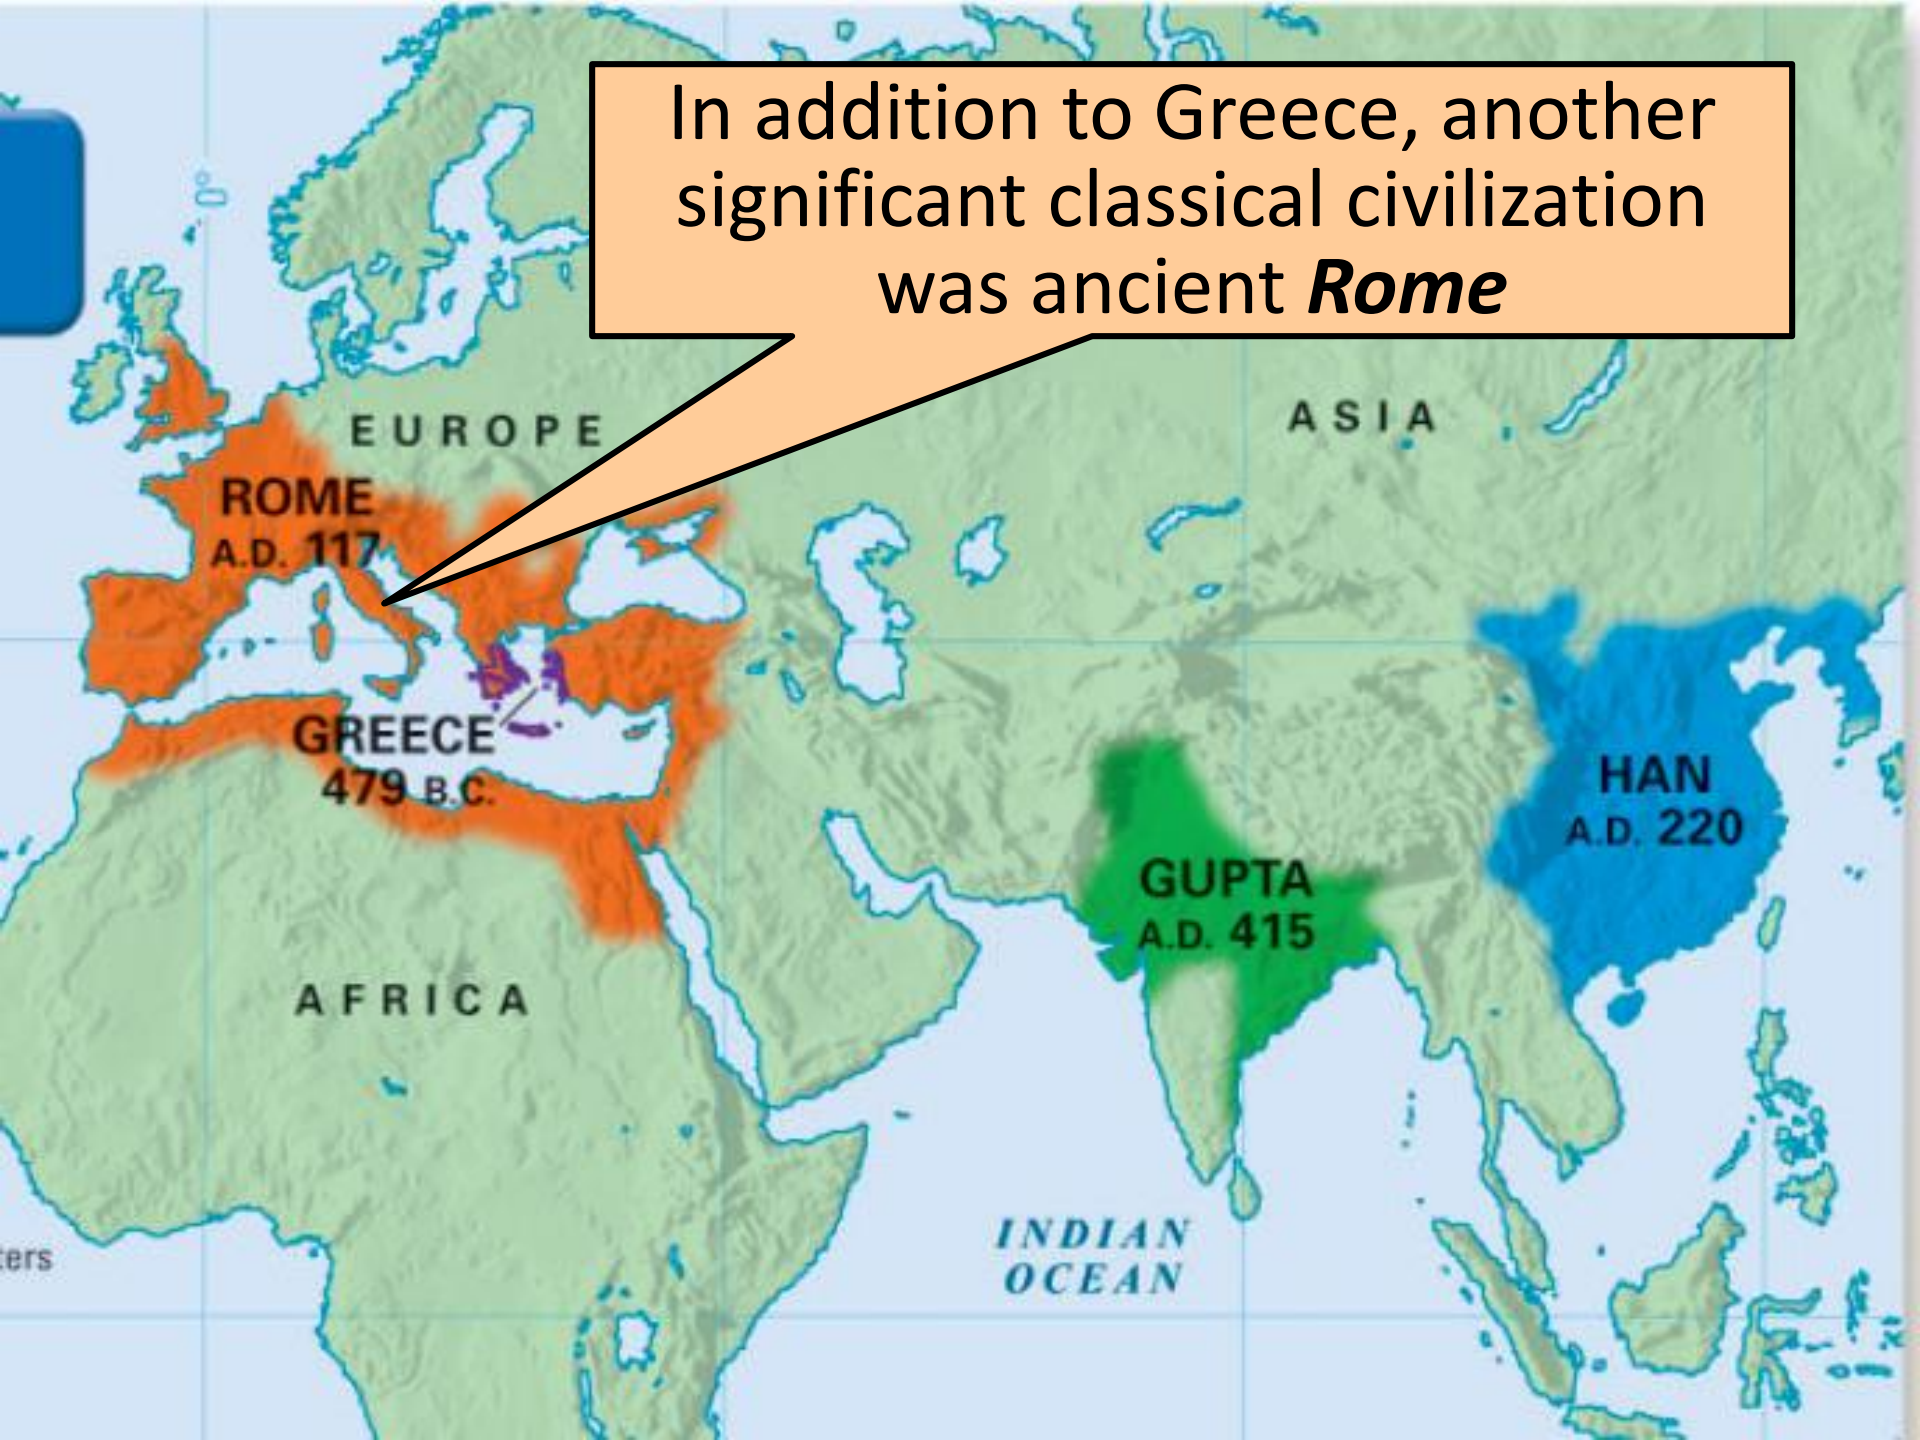 In addition to Greece, another
significant classical civilization
was ancient Rome
EUROPE
ASIA
ROME
A.D. 117
GREECE
479 B.C.
HAN
A.D. 220
GUPTA
A.D. 415
AFRICA
INDIAN
OCEAN
ters